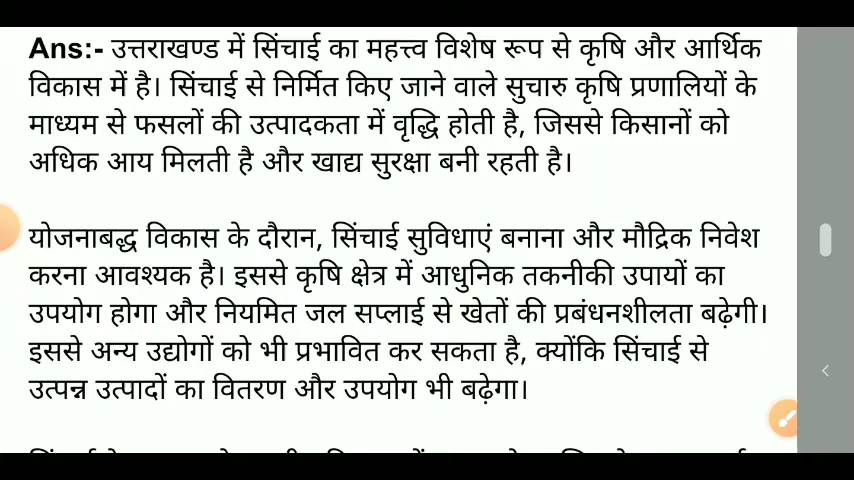 Ans:- उत्तराखण्ड में सिंचाई का महत्त्व विशेष रूप से कृषि और आर्थिक
विकास में है। सिंचाई से निर्मित किए जाने वाले सुचारु कृषि प्रणालियों के
माध्यम से फसलों की उत्पादकता में वृद्धि होती है, जिससे किसानों को
अधिक आय मिलती है और खाद्य सुरक्षा बनी रहती है।
योजनाबद्ध विकास के दौरान, सिंचाई सुविधाएं बनाना और मौद्रिक निवेश
करना आवश्यक है। इससे कृषि क्षेत्र में आधुनिक तकनीकी उपायों का
उपयोग होगा और नियमित जल सप्लाई से खेतों की प्रबंधनशीलता बढ़ेगी।
इससे अन्य उद्योगों को भी प्रभावित कर सकता है, क्योंकि सिंचाई से
उत्पन्न उत्पादों का वितरण और उपयोग भी बढ़ेगा।